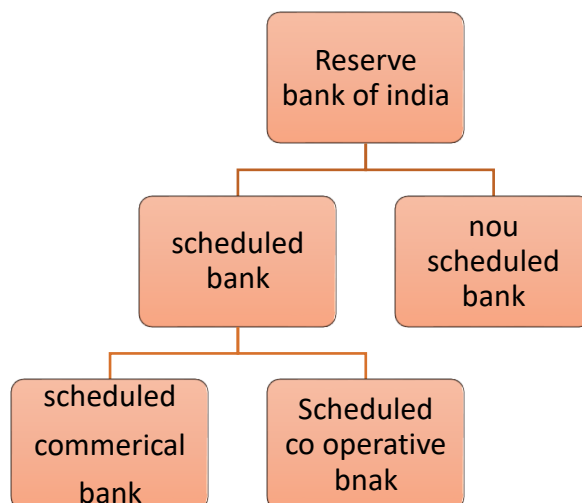 Reserve
bank of india
scheduled
bank
nou
scheduled
bank
scheduled
commerical
bank
Scheduled
co operative
bnak